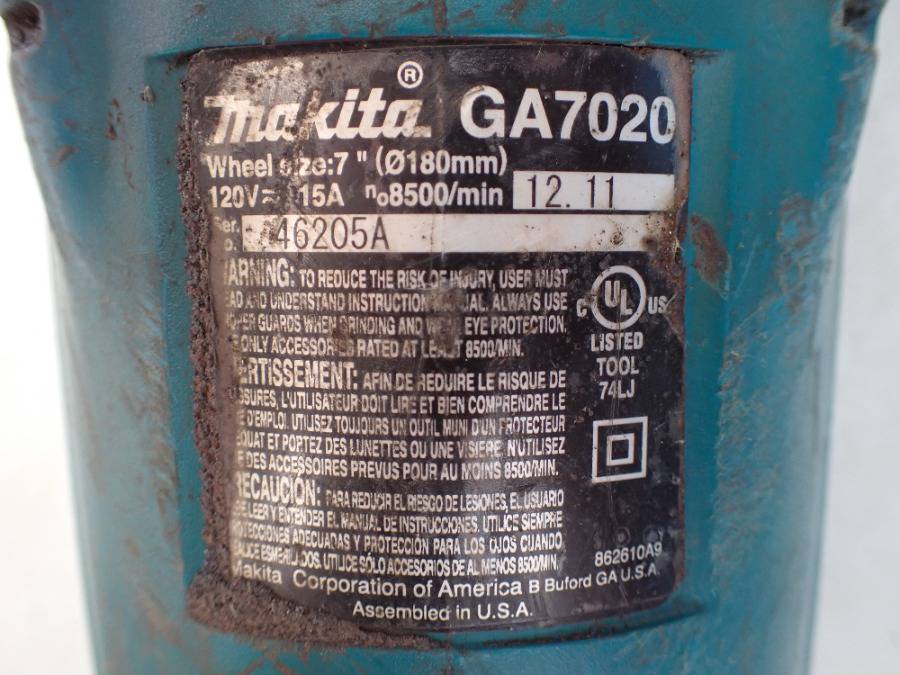 Makita® GA7020
Wheel size:7" (Ø180mm)
120V≂ 15A n₀8500/min 12.11
46205A
WARNING: TO REDUCE THE RISK OF INJURY, USER MUST
AND UNDERSTAND INSTRUCTION ALWAYS USE
GUARDS WHEN GRINDING AND EYE PROTECTION.
ONLY ACCESSORIES RATED AT LEAST 8500/MIN.
AVERTISSEMENT: AFIN DE REDUIRE LE RISQUE DE
L'UTILISATEUR DOIT LIRE ET BIEN COMPRENDRE LE
D'EMPLOI. UTILISEZ TOUJOURS UN OUTIL MUNI D'UN PROTECTEUR
ET PORTEZ DES LUNETTES OU UNE VISIERE. N'UTILISEZ
DES ACCESSOIRES PREVUS POUR AU MOINS 8500/MIN.
PRECAUCIÓN: PARA REDUCIR EL RIESGO DE LESIONES, EL USUARIO
LEER Y ENTENDER EL MANUAL DE INSTRUCCIONES. UTILICE SIEMPRE
ADECUADAS Y PROTECCIÓN PARA LOS OJOS CUANDO
UTILICE SÓLO ACCESORIOS DE AL MENOS 8500/MIN.
Makita Corporation of America B Buford GA U.S.A.
Assembled in U.S.A.
C UL US
LISTED
TOOL
74LJ
862610A9